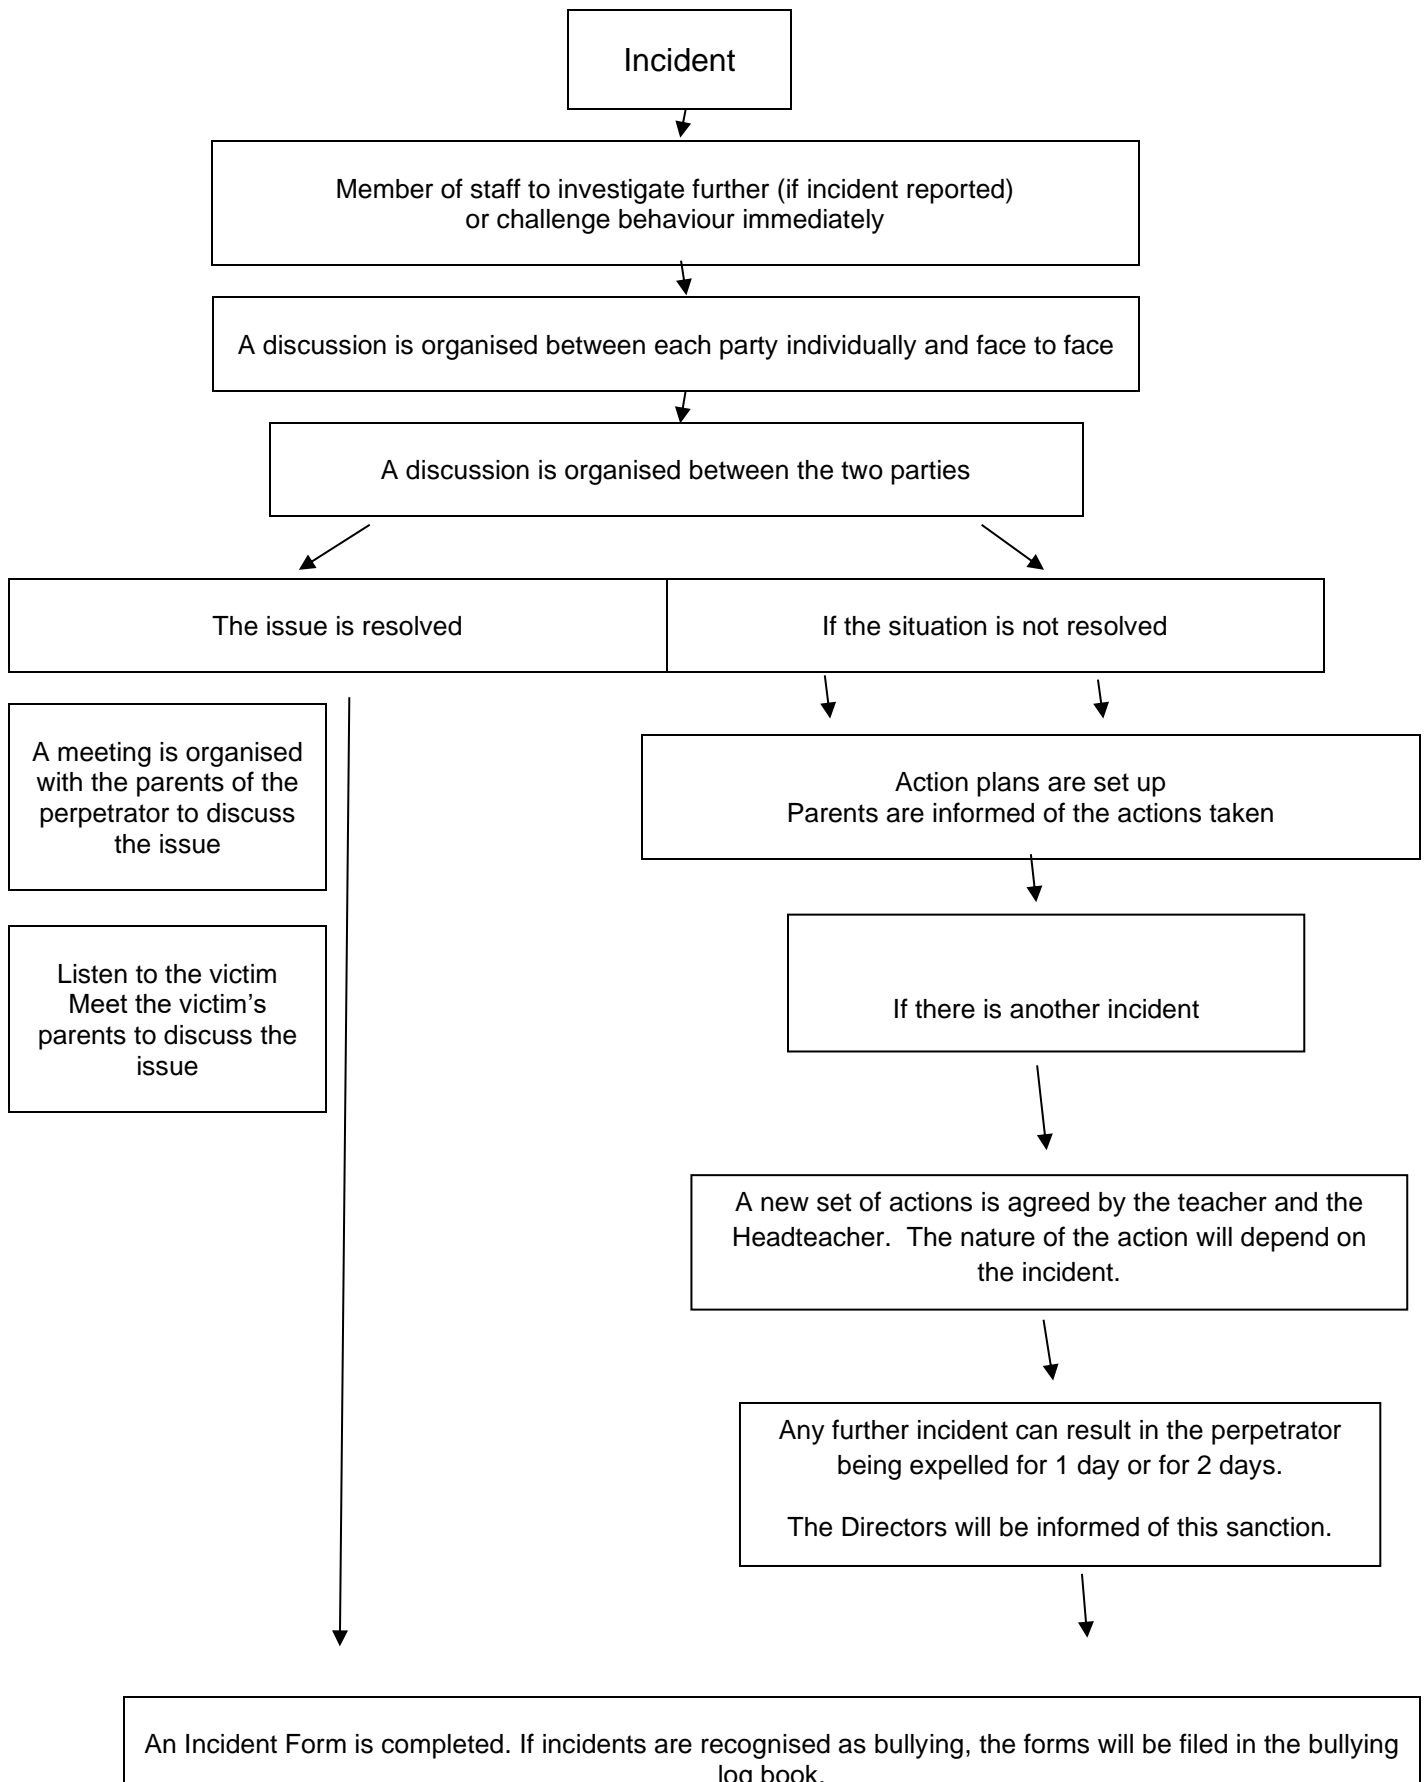 Incident
Member of staff to investigate further (if incident reported)
or challenge behaviour immediately
A discussion is organised between each party individually and face to face
A discussion is organised between the two parties
The issue is resolved
If the situation is not resolved
A meeting is organised
with the parents of the
perpetrator to discuss
the issue
Listen to the victim
Meet the victim’s
parents to discuss the
issue
Action plans are set up
Parents are informed of the actions taken
If there is another incident
A new set of actions is agreed by the teacher and the
Headteacher.  The nature of the action will depend on
the incident.
Any further incident can result in the perpetrator
being expelled for 1 day or for 2 days.
The Directors will be informed of this sanction.
An Incident Form is completed. If incidents are recognised as bullying, the forms will be filed in the bullying
log book.